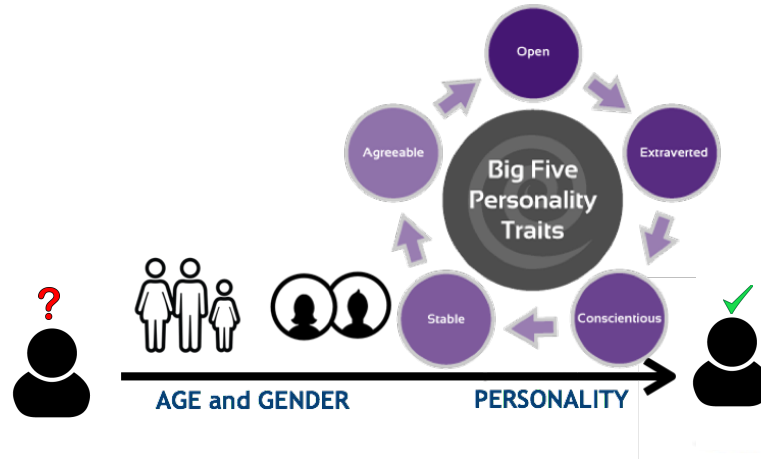 Open
Agreeable
Extraverted
Big Five
Personality
Traits
Stable
Conscientious
?
AGE and GENDER
PERSONALITY